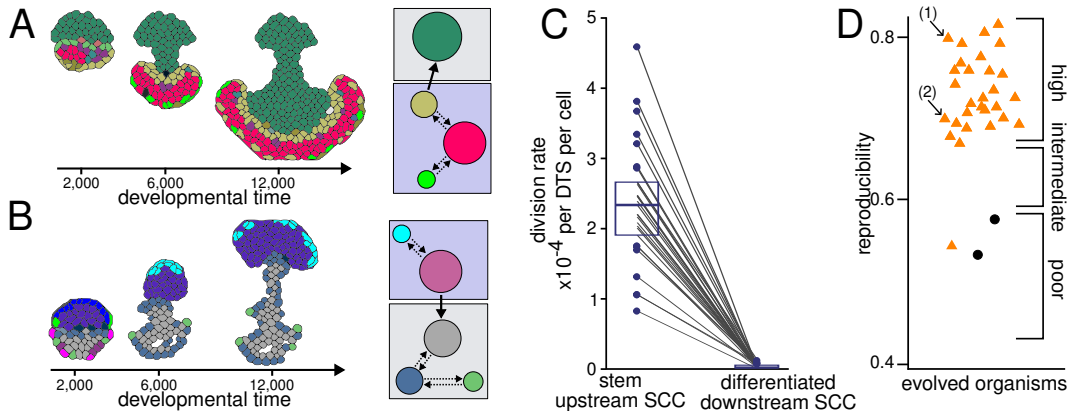 A
2,000
6,000
12,000
developmental time
B
2,000
6,000
12,000
developmental time
C
division rate
x10-4 per DTS per cell
5
4
3
2
1
0
stem
upstream SCC
differentiated
downstream SCC
D
(1)
(2)
reproducibility
0.8
0.6
0.4
high
intermediate
poor
evolved organisms